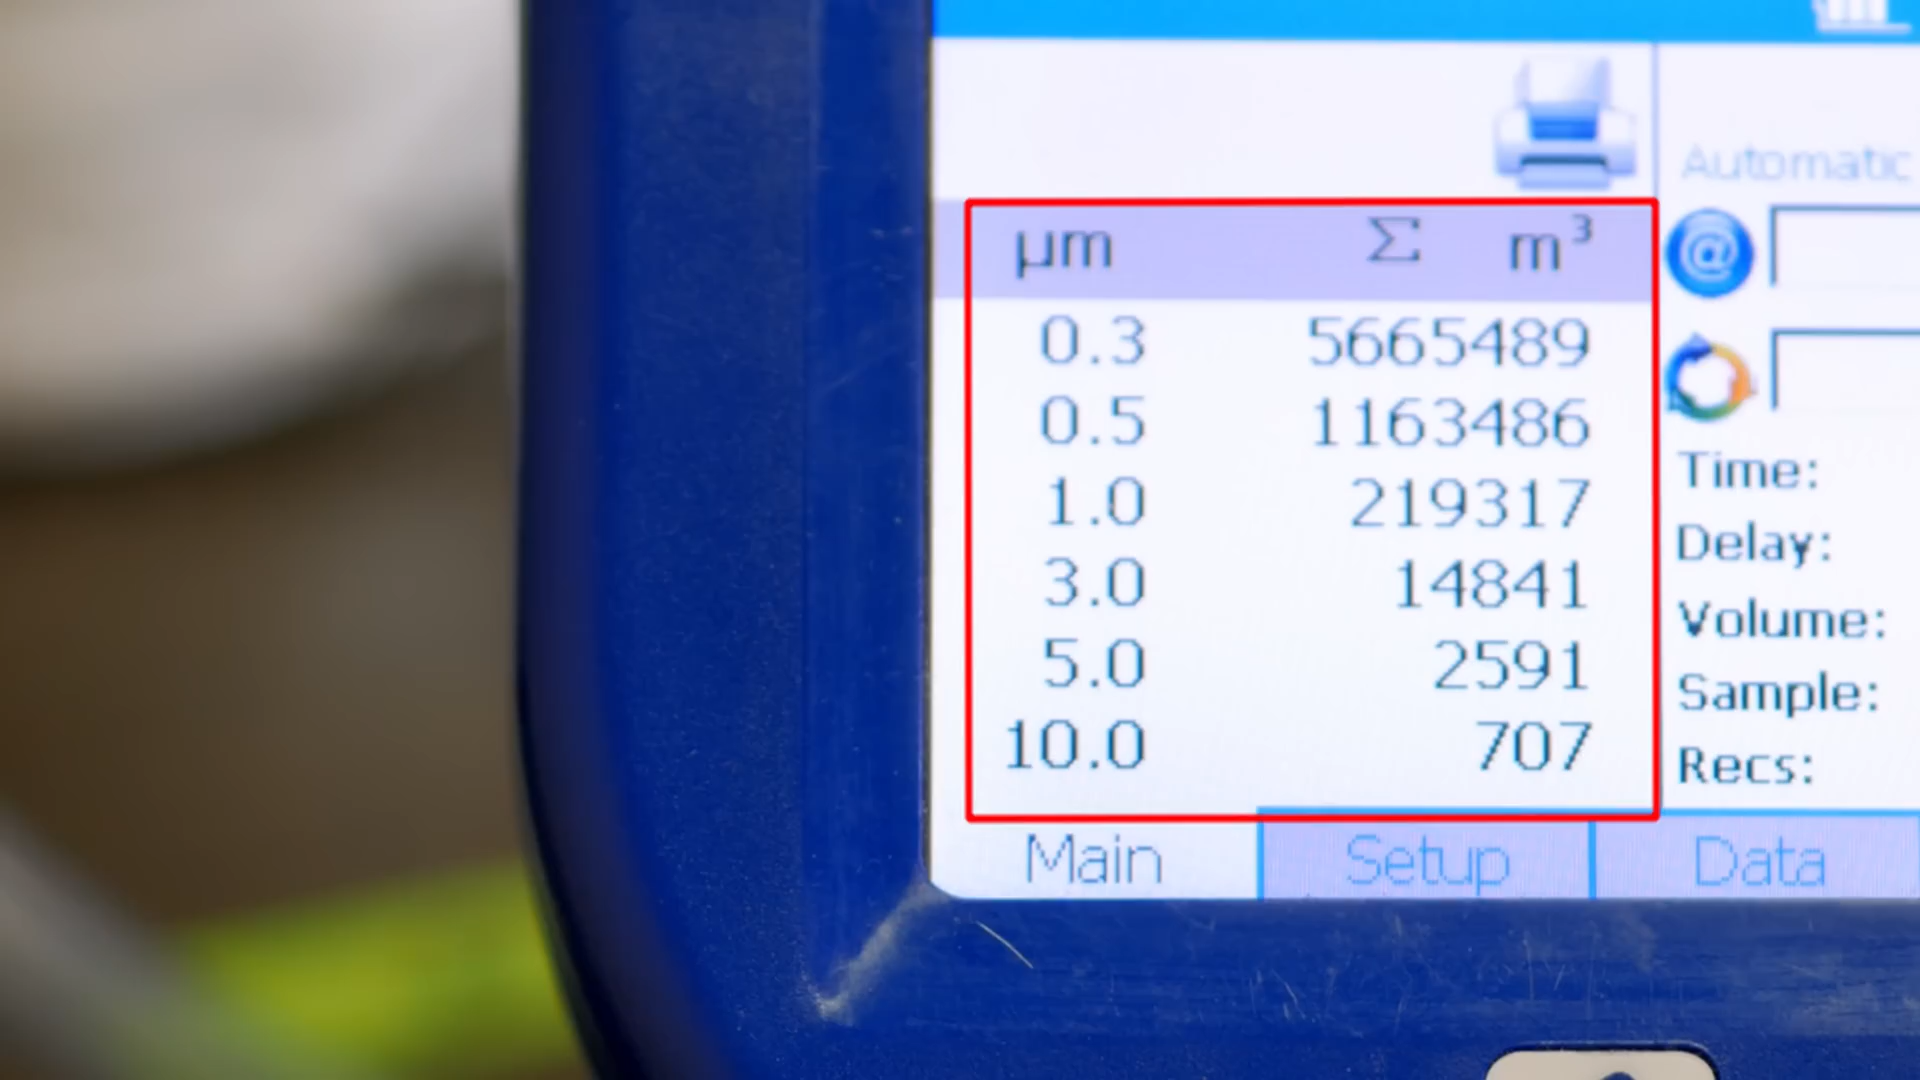 Automatic
µm Σ m³
0.3 5665489
0.5 1163486
1.0 219317
3.0 14841
5.0 2591
10.0 707
@
Time:
Delay:
Volume:
Sample:
Recs:
Main Setup Data